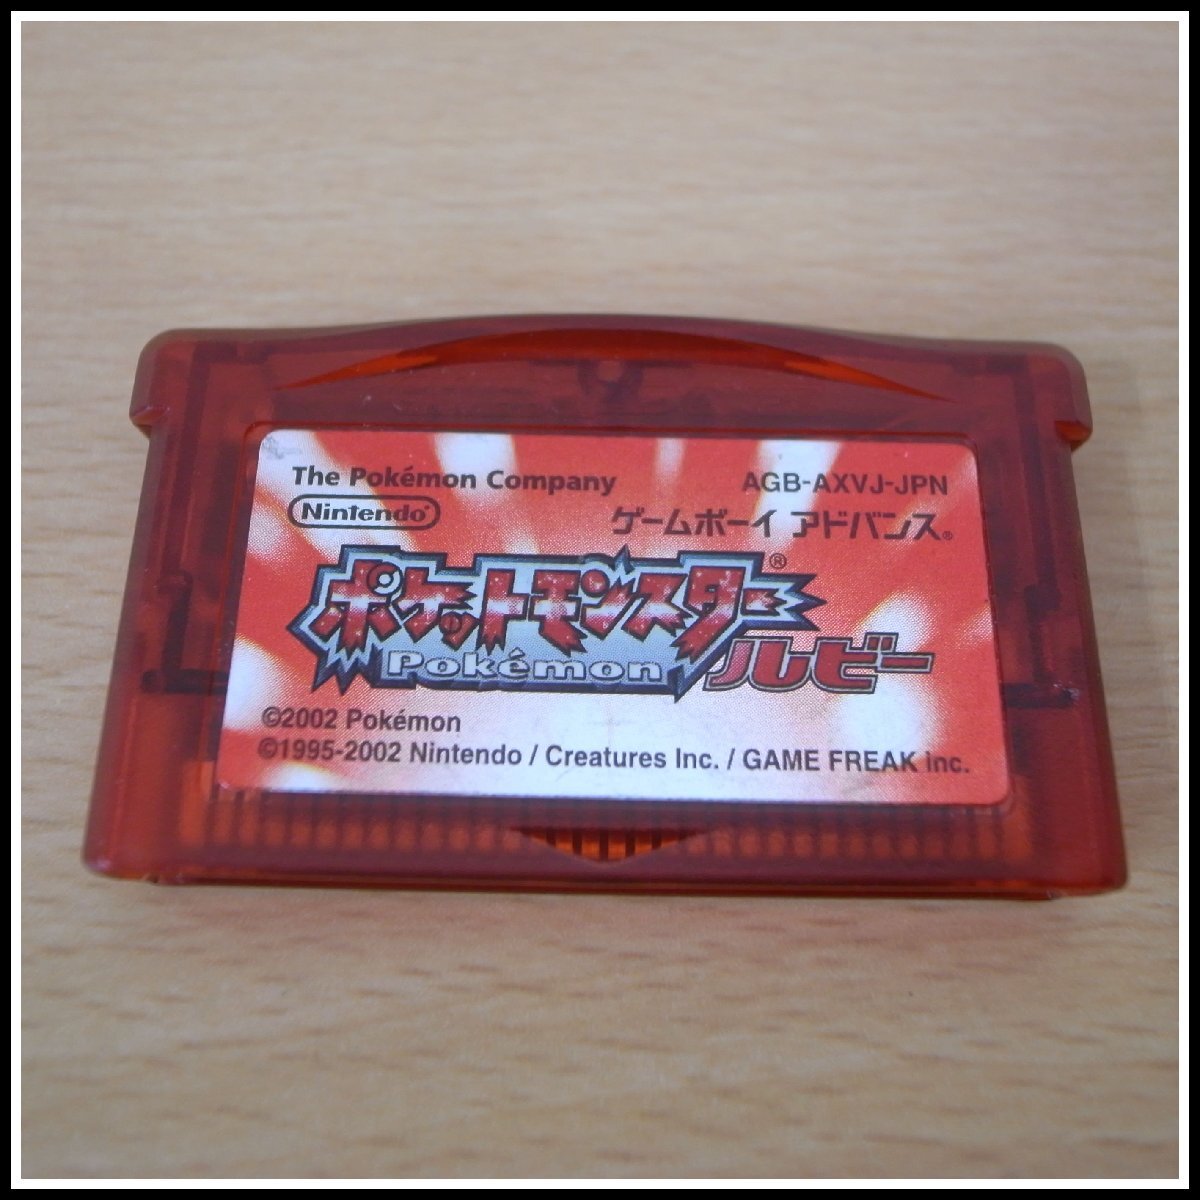 The Pokémon Company
AGB-AXVJ-JPN
Nintendo
ゲームボーイ アドバンス®
ポケットモンスター®
Pokémon
ルビー
©2002 Pokémon
©1995-2002 Nintendo / Creatures Inc. / GAME FREAK inc.